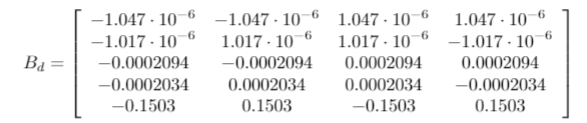 −1.047 · 10⁻⁶ −1.047 · 10⁻⁶ 1.047 · 10⁻⁶ 1.047 · 10⁻⁶
−1.017 · 10⁻⁶ 1.017 · 10⁻⁶ 1.017 · 10⁻⁶ −1.017 · 10⁻⁶
B_d = −0.0002094 −0.0002094 0.0002094 0.0002094
−0.0002034 0.0002034 0.0002034 −0.0002034
−0.1503 0.1503 −0.1503 0.1503